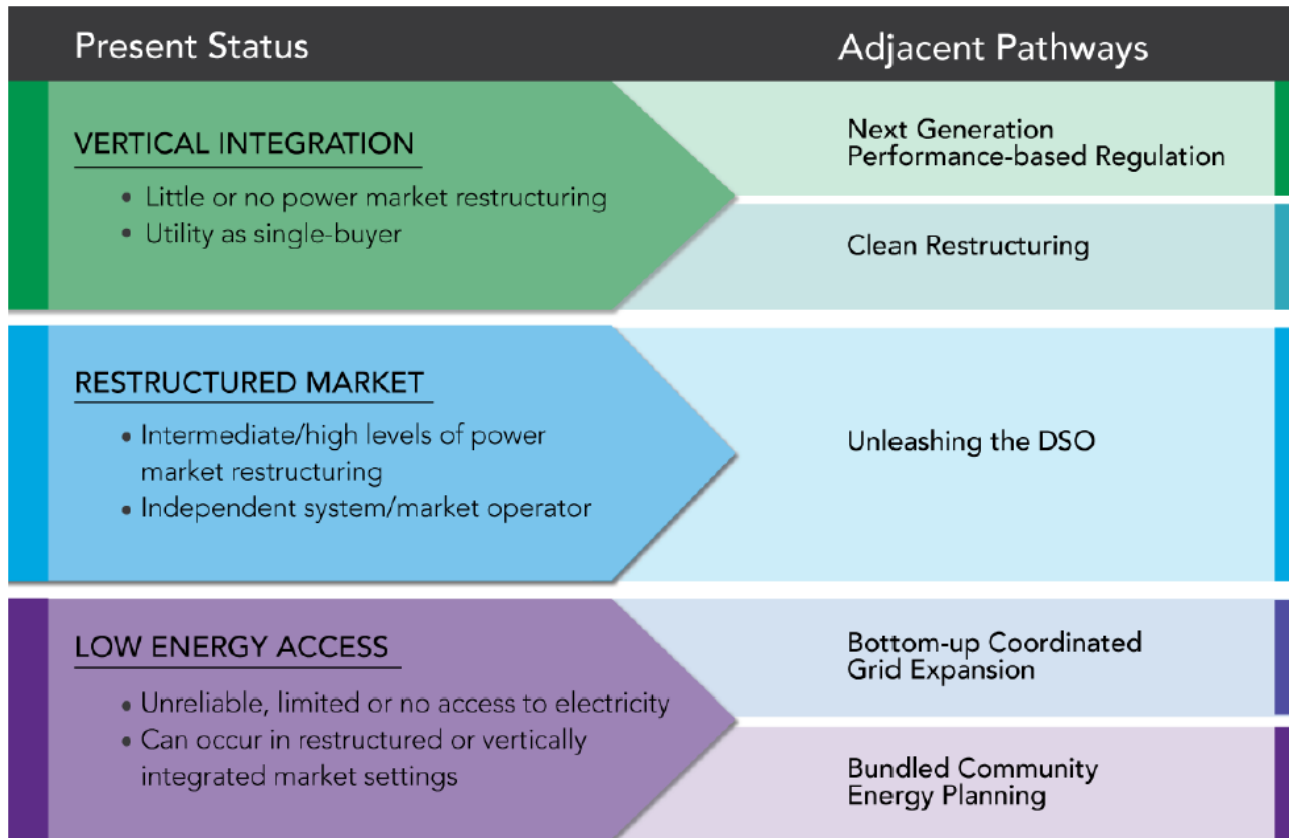 Present Status
Adjacent Pathways
VERTICAL INTEGRATION
• Little or no power market restructuring
• Utility as single-buyer
Next Generation
Performance-based Regulation
Clean Restructuring
RESTRUCTURED MARKET
• Intermediate/high levels of power
market restructuring
• Independent system/market operator
Unleashing the DSO
LOW ENERGY ACCESS
• Unreliable, limited or no access to electricity
• Can occur in restructured or vertically
integrated market settings
Bottom-up Coordinated
Grid Expansion
Bundled Community
Energy Planning